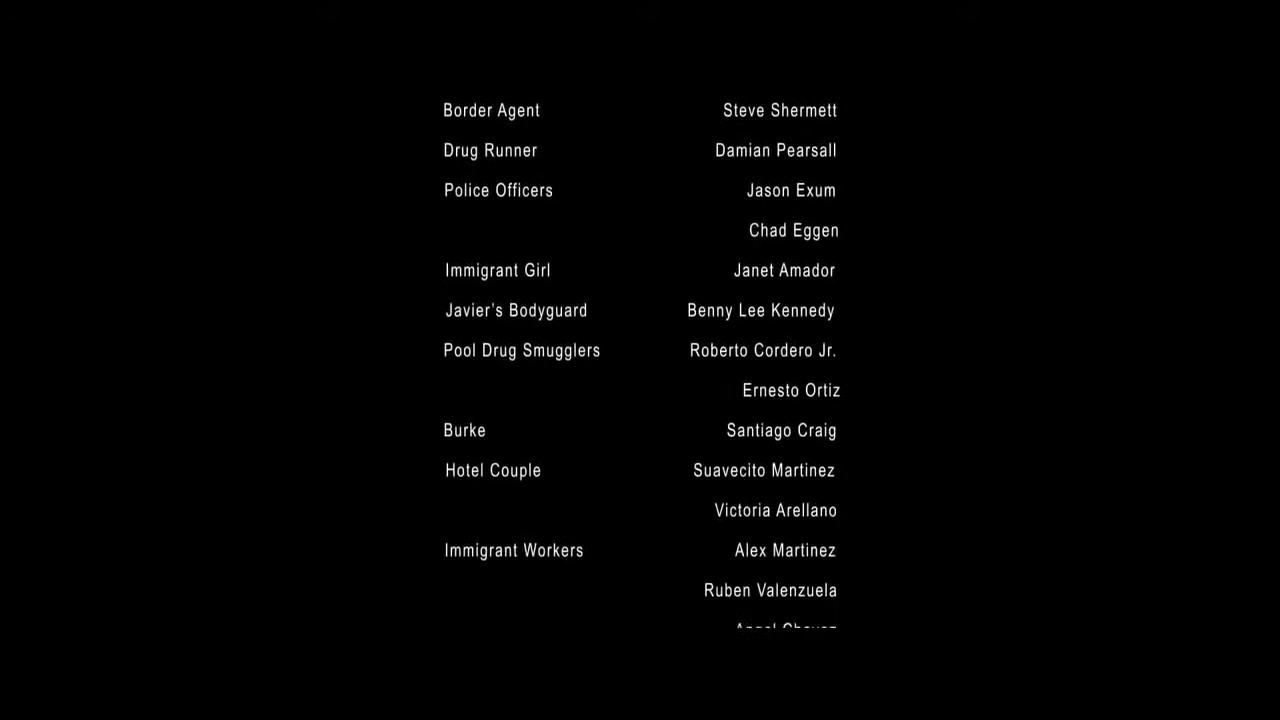 Border Agent Steve Shermett
Drug Runner Damian Pearsall
Police Officers Jason Exum
Chad Eggen
Immigrant Girl Janet Amador
Javier's Bodyguard Benny Lee Kennedy
Pool Drug Smugglers Roberto Cordero Jr.
Ernesto Ortiz
Burke Santiago Craig
Hotel Couple Suavecito Martinez
Victoria Arellano
Immigrant Workers Alex Martinez
Ruben Valenzuela